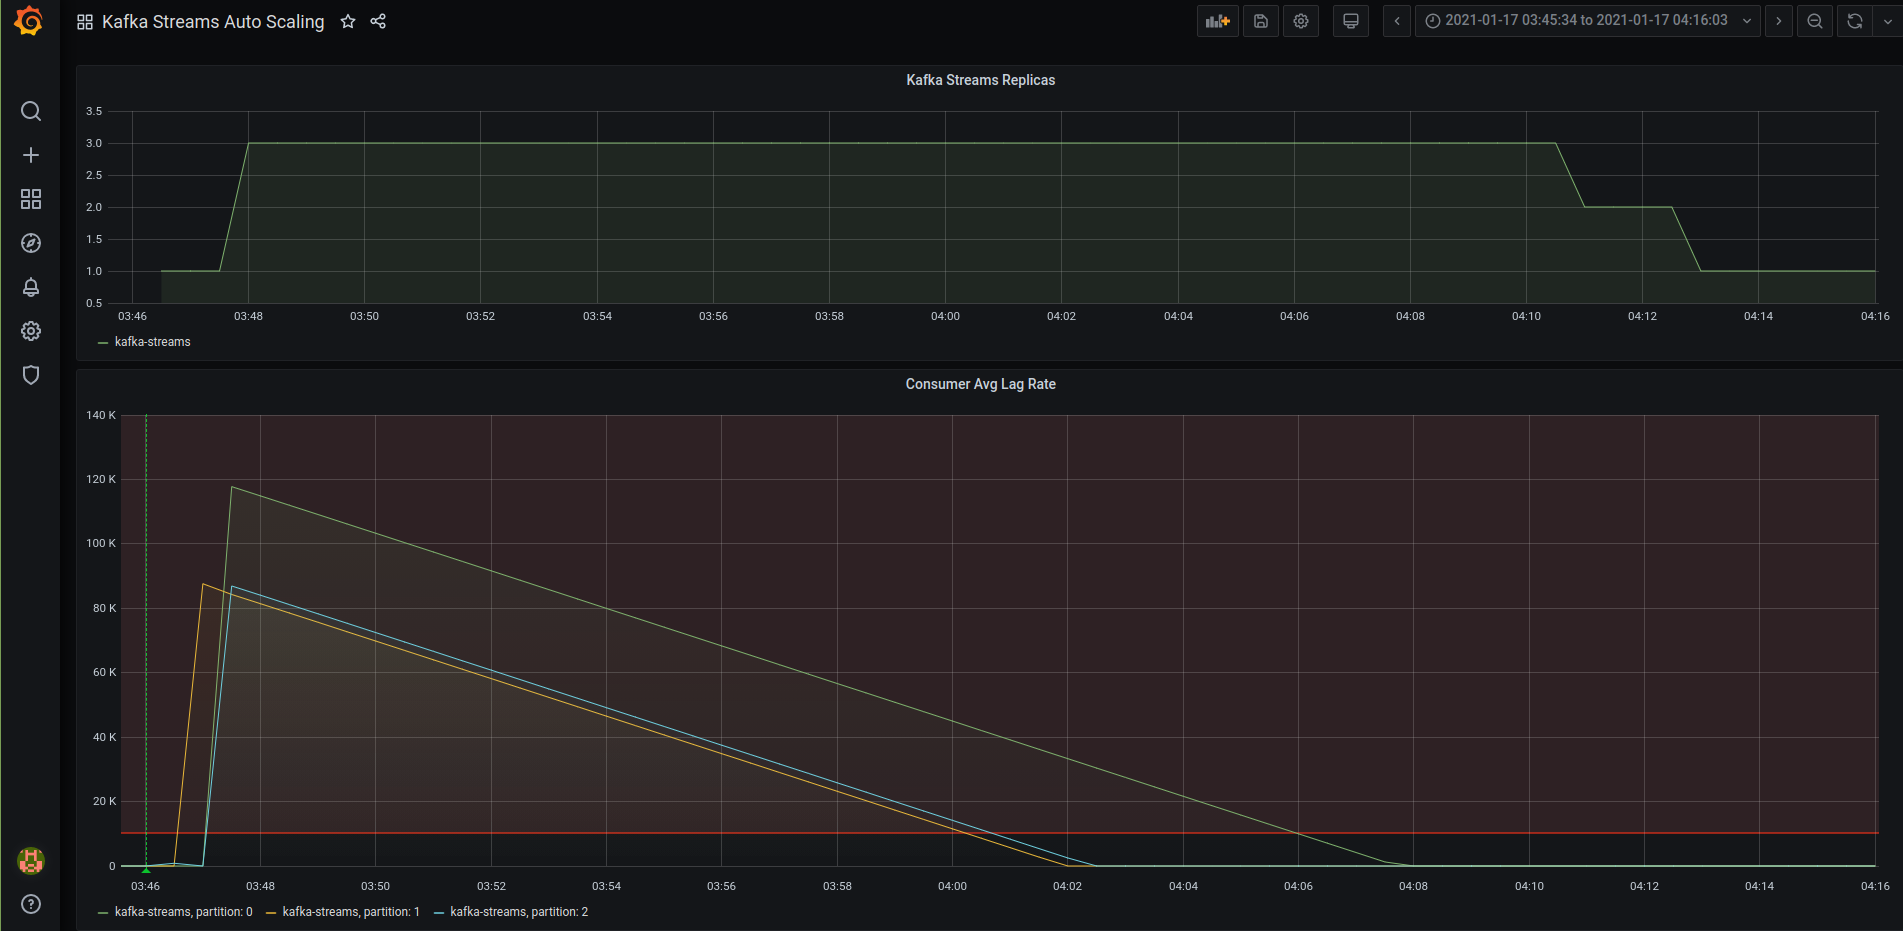 Kafka Streams Auto Scaling
2021-01-17 03:45:34 to 2021-01-17 04:16:03
Kafka Streams Replicas
3.5
3.0
2.5
2.0
1.5
1.0
0.5
03:46 03:48 03:50 03:52 03:54 03:56 03:58 04:00 04:02 04:04 04:06 04:08 04:10 04:12 04:14 04:16
kafka-streams
Consumer Avg Lag Rate
140 K
120 K
100 K
80 K
60 K
40 K
20 K
0
03:46 03:48 03:50 03:52 03:54 03:56 03:58 04:00 04:02 04:04 04:06 04:08 04:10 04:12 04:14 04:16
kafka-streams, partition: 0 kafka-streams, partition: 1 kafka-streams, partition: 2